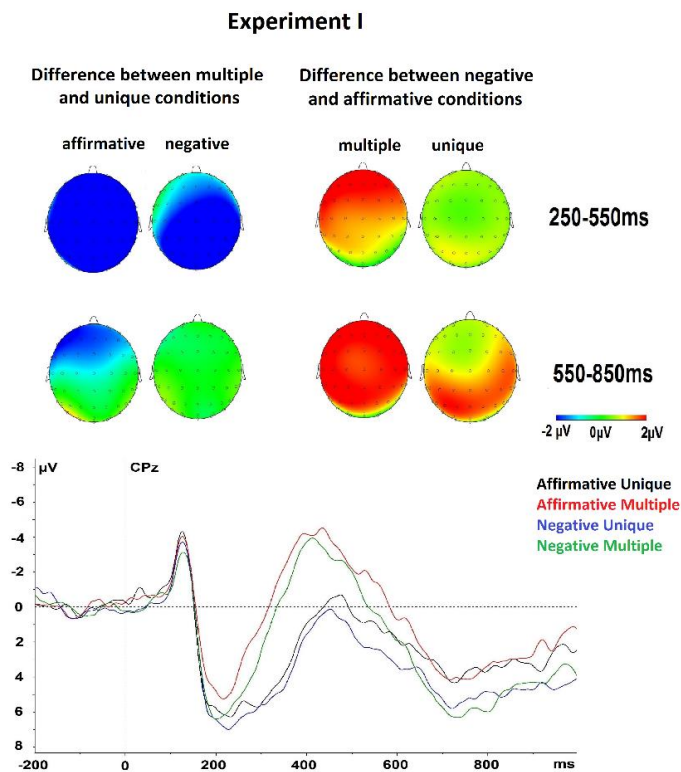 Experiment I
Difference between multiple
and unique conditions
Difference between negative
and affirmative conditions
affirmative negative
multiple unique
250-550ms
550-850ms
-2 µV 0µV 2µV
-8 µV CPz
-6
-4
-2
0
2
4
6
8
-200 0 200 400 600 800 ms
Affirmative Unique
Affirmative Multiple
Negative Unique
Negative Multiple